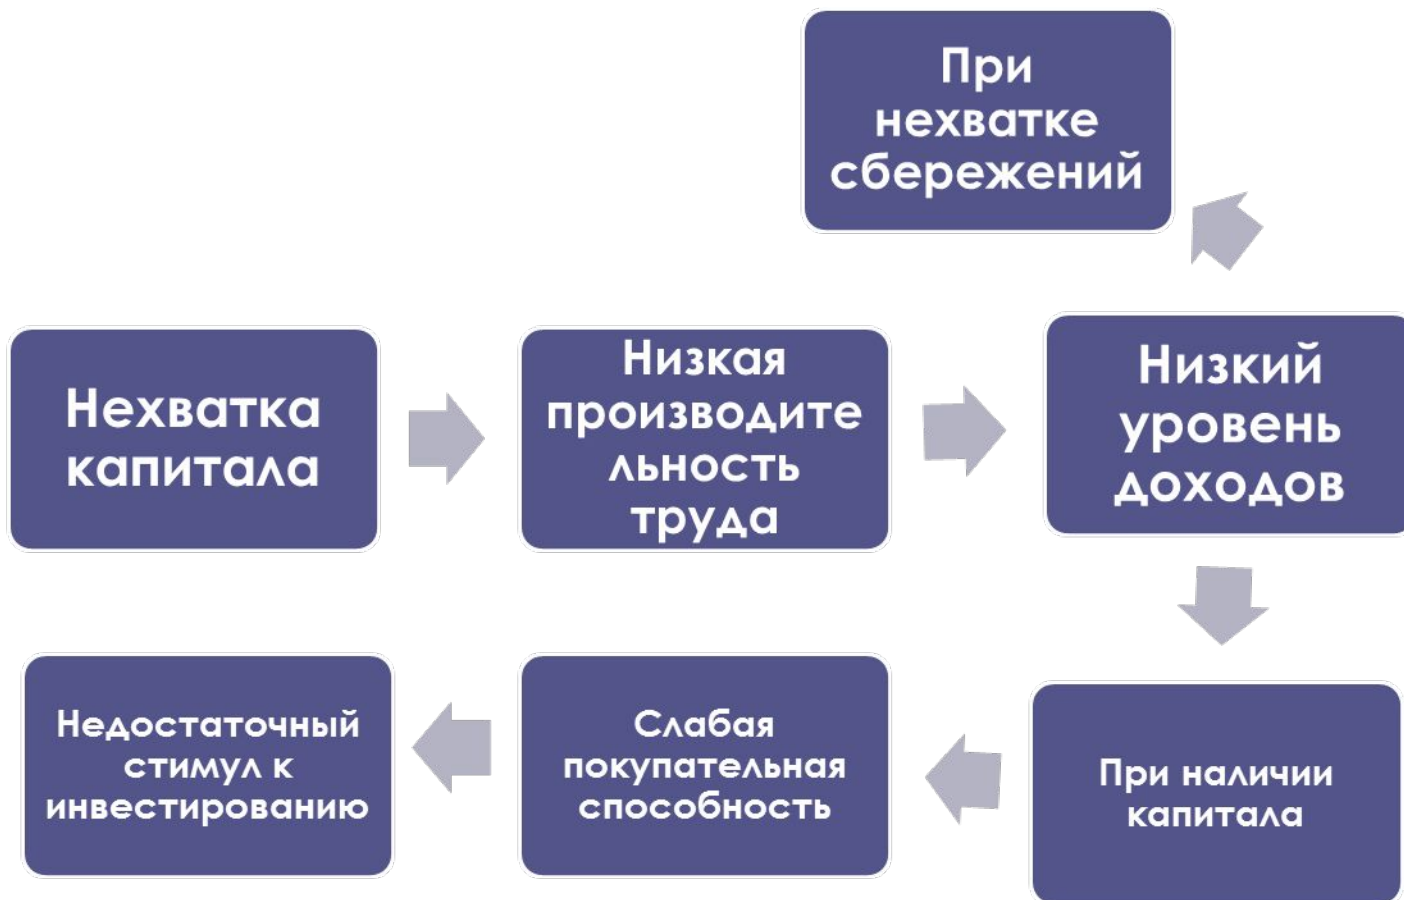 При
нехватке
сбережений
Нехватка
капитала
Низкая
производите
льность
труда
Низкий
уровень
доходов
При наличии
капитала
Слабая
покупательная
способность
Недостаточный
стимул к
инвестированию